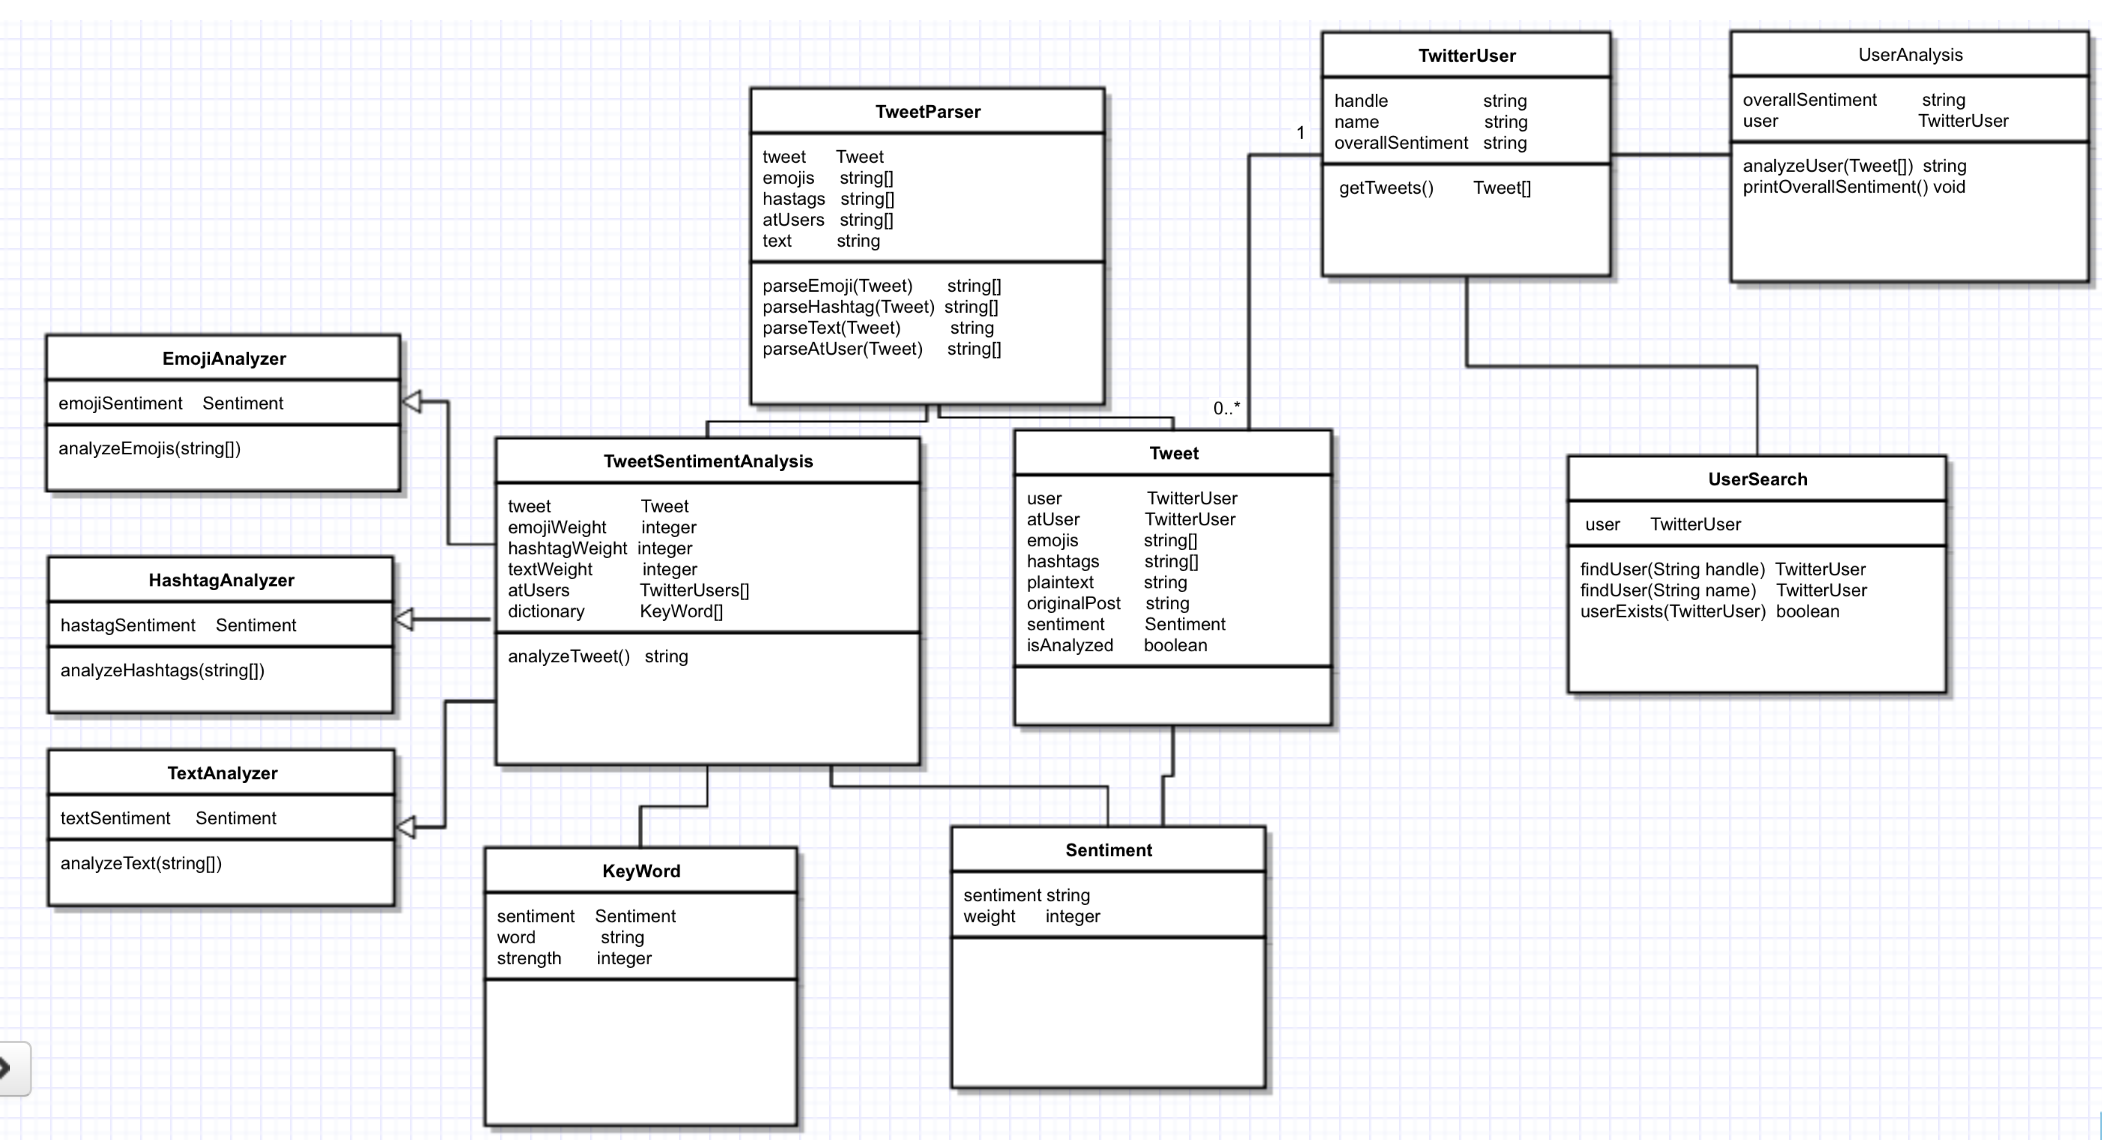 TwitterUser
handle string
name string
overallSentiment string
getTweets() Tweet[]
UserAnalysis
overallSentiment string
user TwitterUser
analyzeUser(Tweet[]) string
printOverallSentiment() void
TweetParser
tweet Tweet
emojis string[]
hastags string[]
atUsers string[]
text string
parseEmoji(Tweet) string[]
parseHashtag(Tweet) string[]
parseText(Tweet) string
parseAtUser(Tweet) string[]
1
0..*
EmojiAnalyzer
emojiSentiment Sentiment
analyzeEmojis(string[])
HashtagAnalyzer
hastagSentiment Sentiment
analyzeHashtags(string[])
TextAnalyzer
textSentiment Sentiment
analyzeText(string[])
TweetSentimentAnalysis
tweet Tweet
emojiWeight integer
hashtagWeight integer
textWeight integer
atUsers TwitterUsers[]
dictionary KeyWord[]
analyzeTweet() string
Tweet
user TwitterUser
atUser TwitterUser
emojis string[]
hashtags string[]
plaintext string
originalPost string
sentiment Sentiment
isAnalyzed boolean
UserSearch
user TwitterUser
findUser(String handle) TwitterUser
findUser(String name) TwitterUser
userExists(TwitterUser) boolean
KeyWord
sentiment Sentiment
word string
strength integer
Sentiment
sentiment string
weight integer